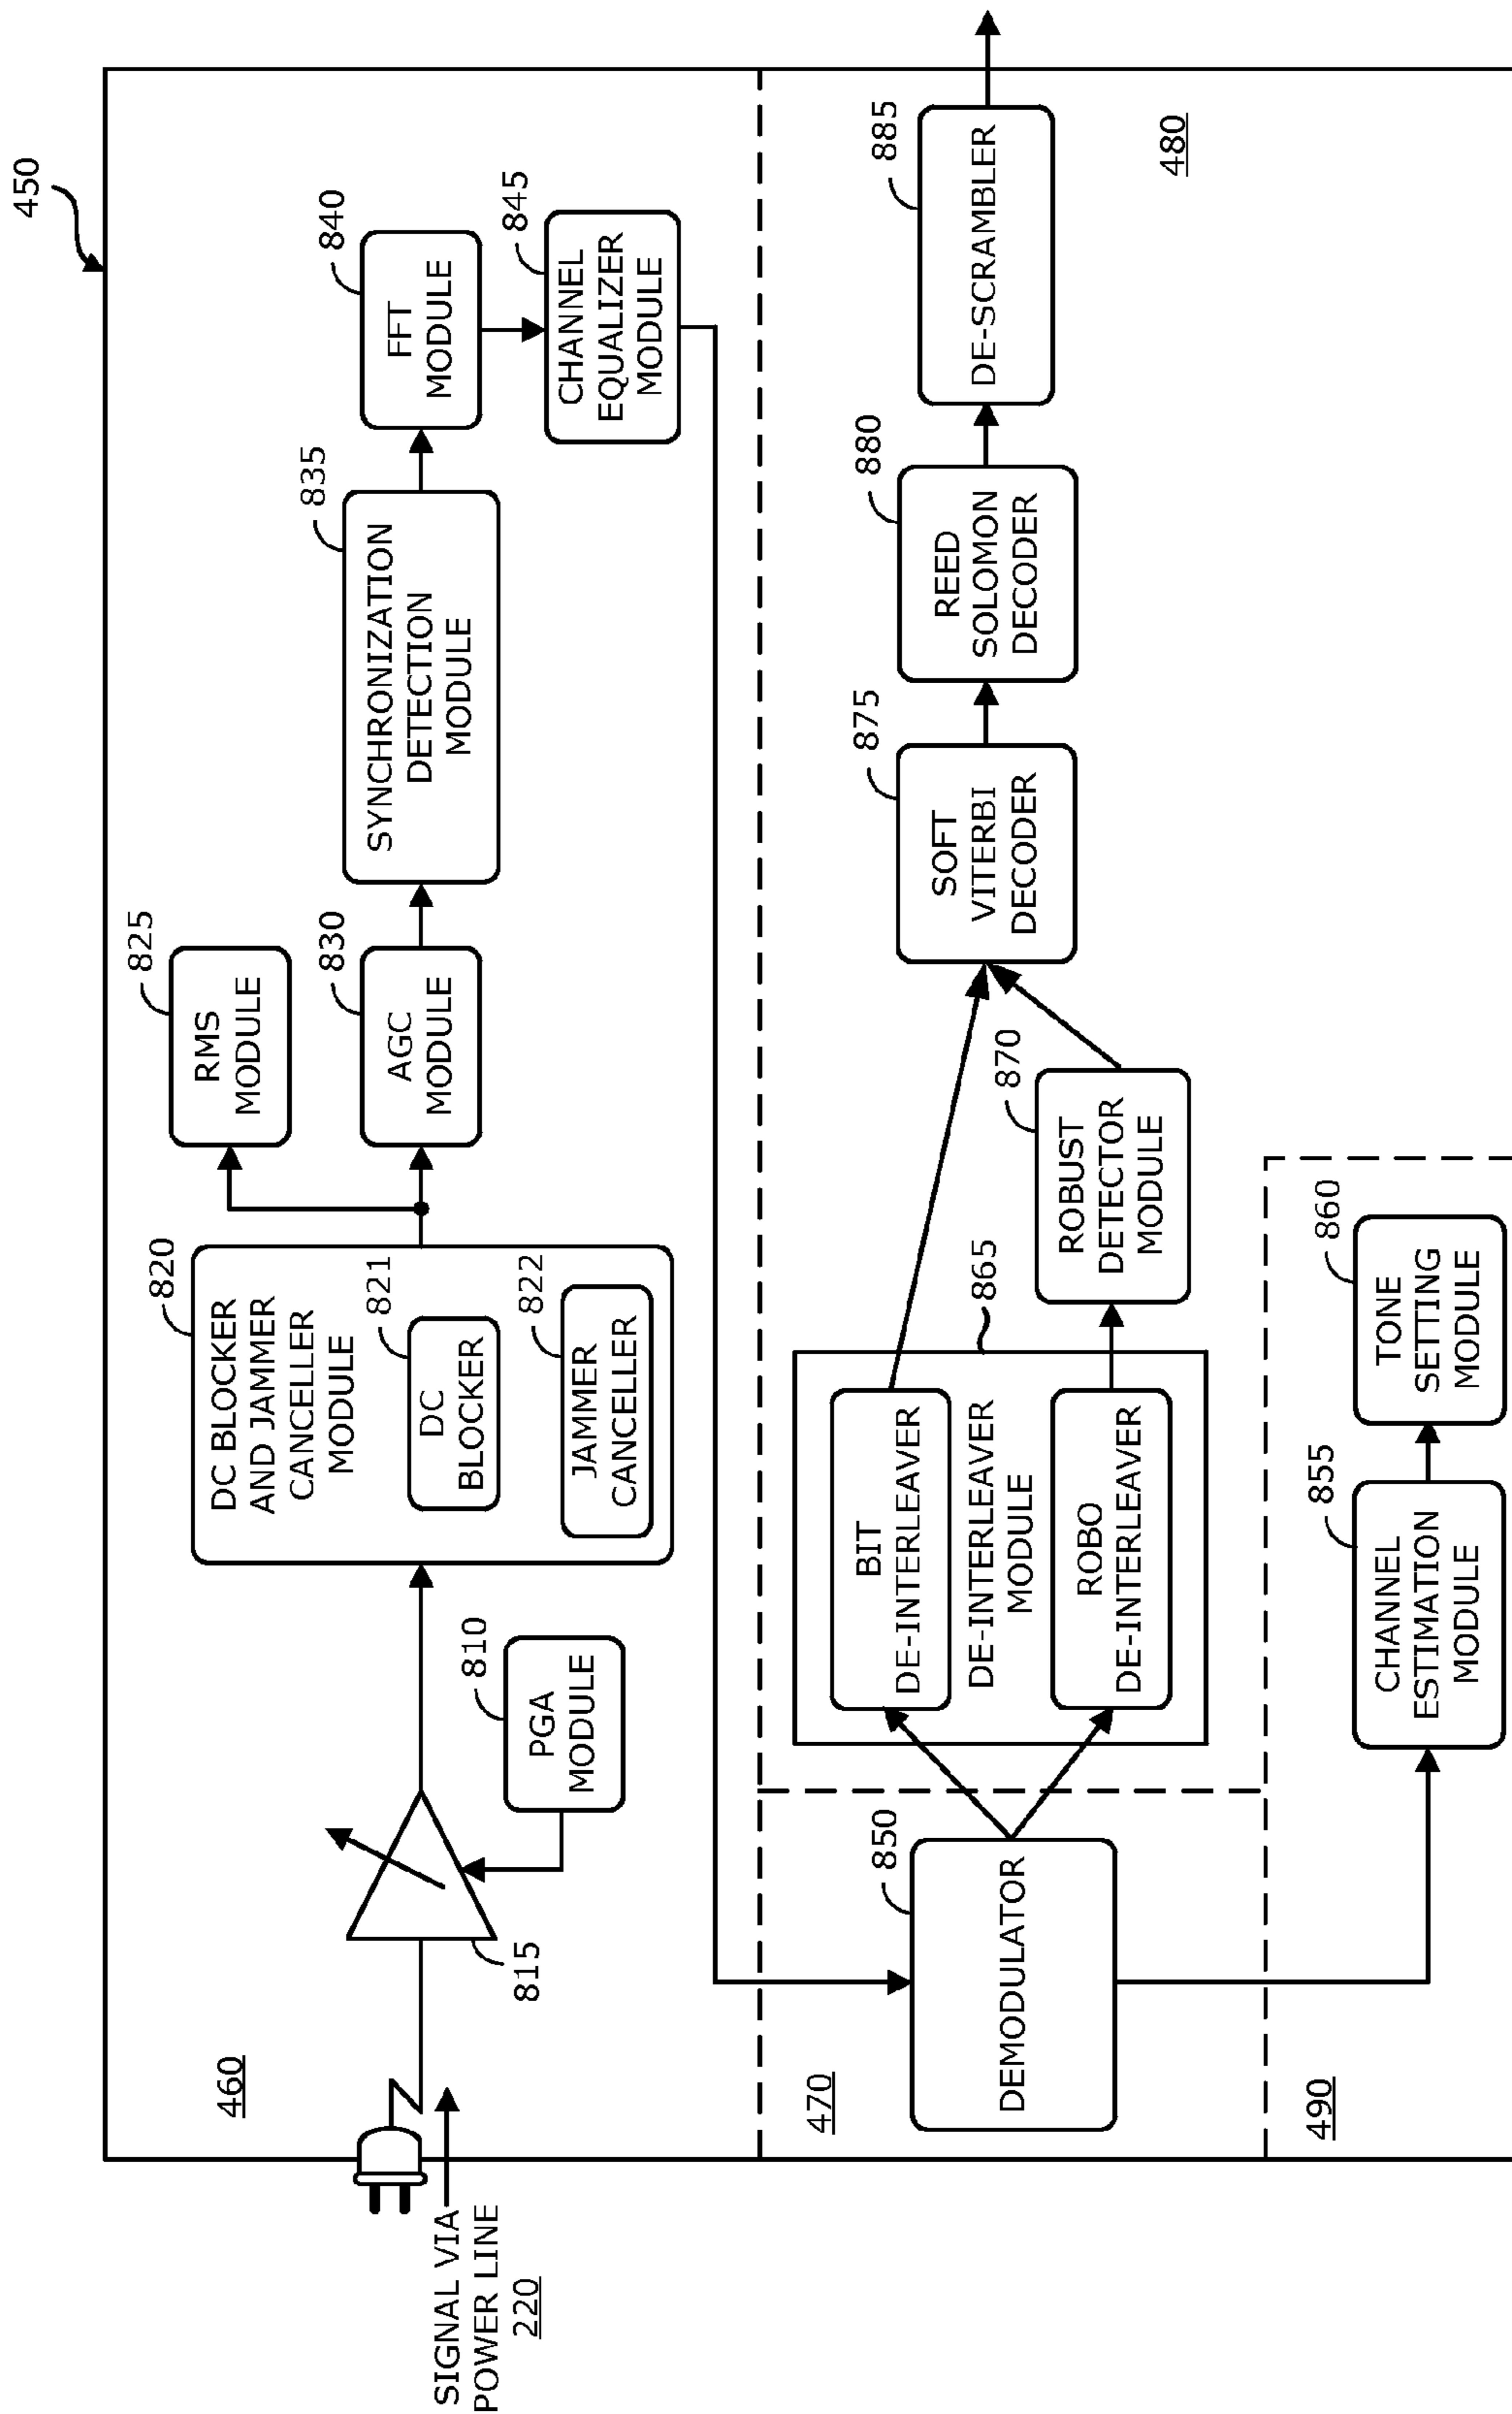 450
460
SIGNAL VIA
POWER LINE
220
815
810
PGA
MODULE
820
DC BLOCKER
AND JAMMER
CANCELLER
MODULE
821
DC
BLOCKER
822
JAMMER
CANCELLER
825
RMS
MODULE
830
AGC
MODULE
835
SYNCHRONIZATION
DETECTION
MODULE
840
FFT
MODULE
845
CHANNEL
EQUALIZER
MODULE
470
850
DEMODULATOR
BIT
DE-INTERLEAVER
DE-INTERLEAVER
MODULE
ROBO
DE-INTERLEAVER
865
870
ROBUST
DETECTOR
MODULE
875
SOFT
VITERBI
DECODER
880
REED
SOLOMON
DECODER
885
DE-SCRAMBLER
480
490
855
CHANNEL
ESTIMATION
MODULE
860
TONE
SETTING
MODULE